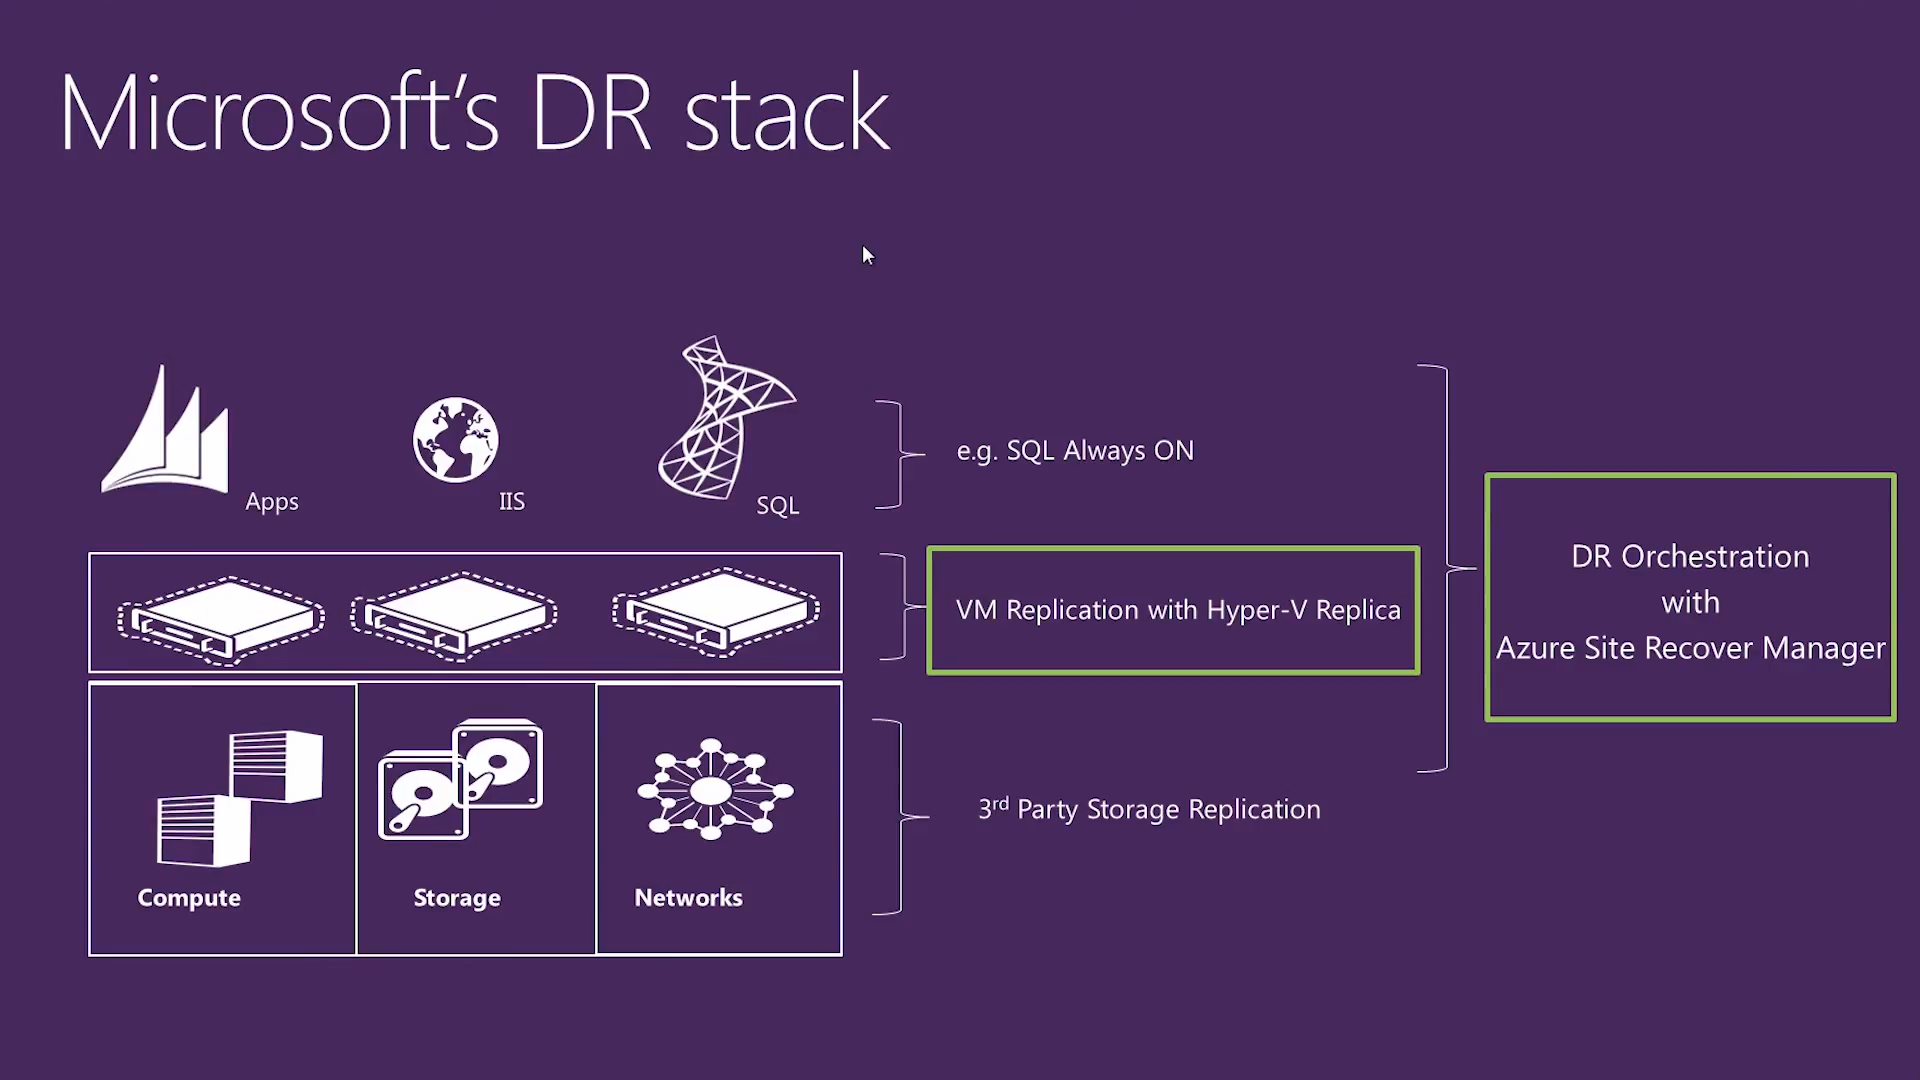 Microsoft's DR stack
Apps
IIS
SQL
e.g. SQL Always ON
VM Replication with Hyper-V Replica
DR Orchestration
with
Azure Site Recover Manager
3rd Party Storage Replication
Compute
Storage
Networks